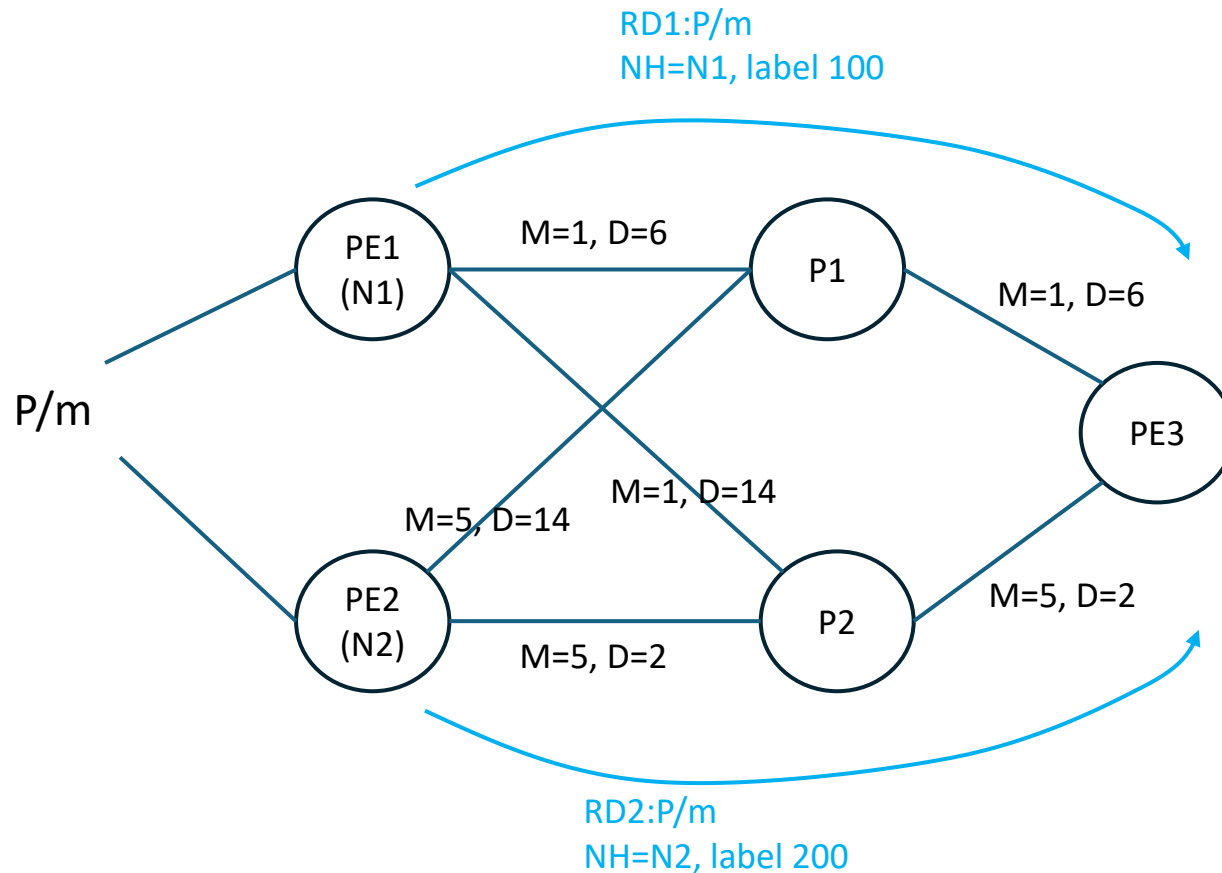 RD1:P/m
NH=N1, label 100
M=1, D=6
PE1
(N1)
P1
M=1, D=6
P/m
PE3
M=1, D=14
M=5, D=14
PE2
(N2)
P2
M=5, D=2
M=5, D=2
RD2:P/m
NH=N2, label 200